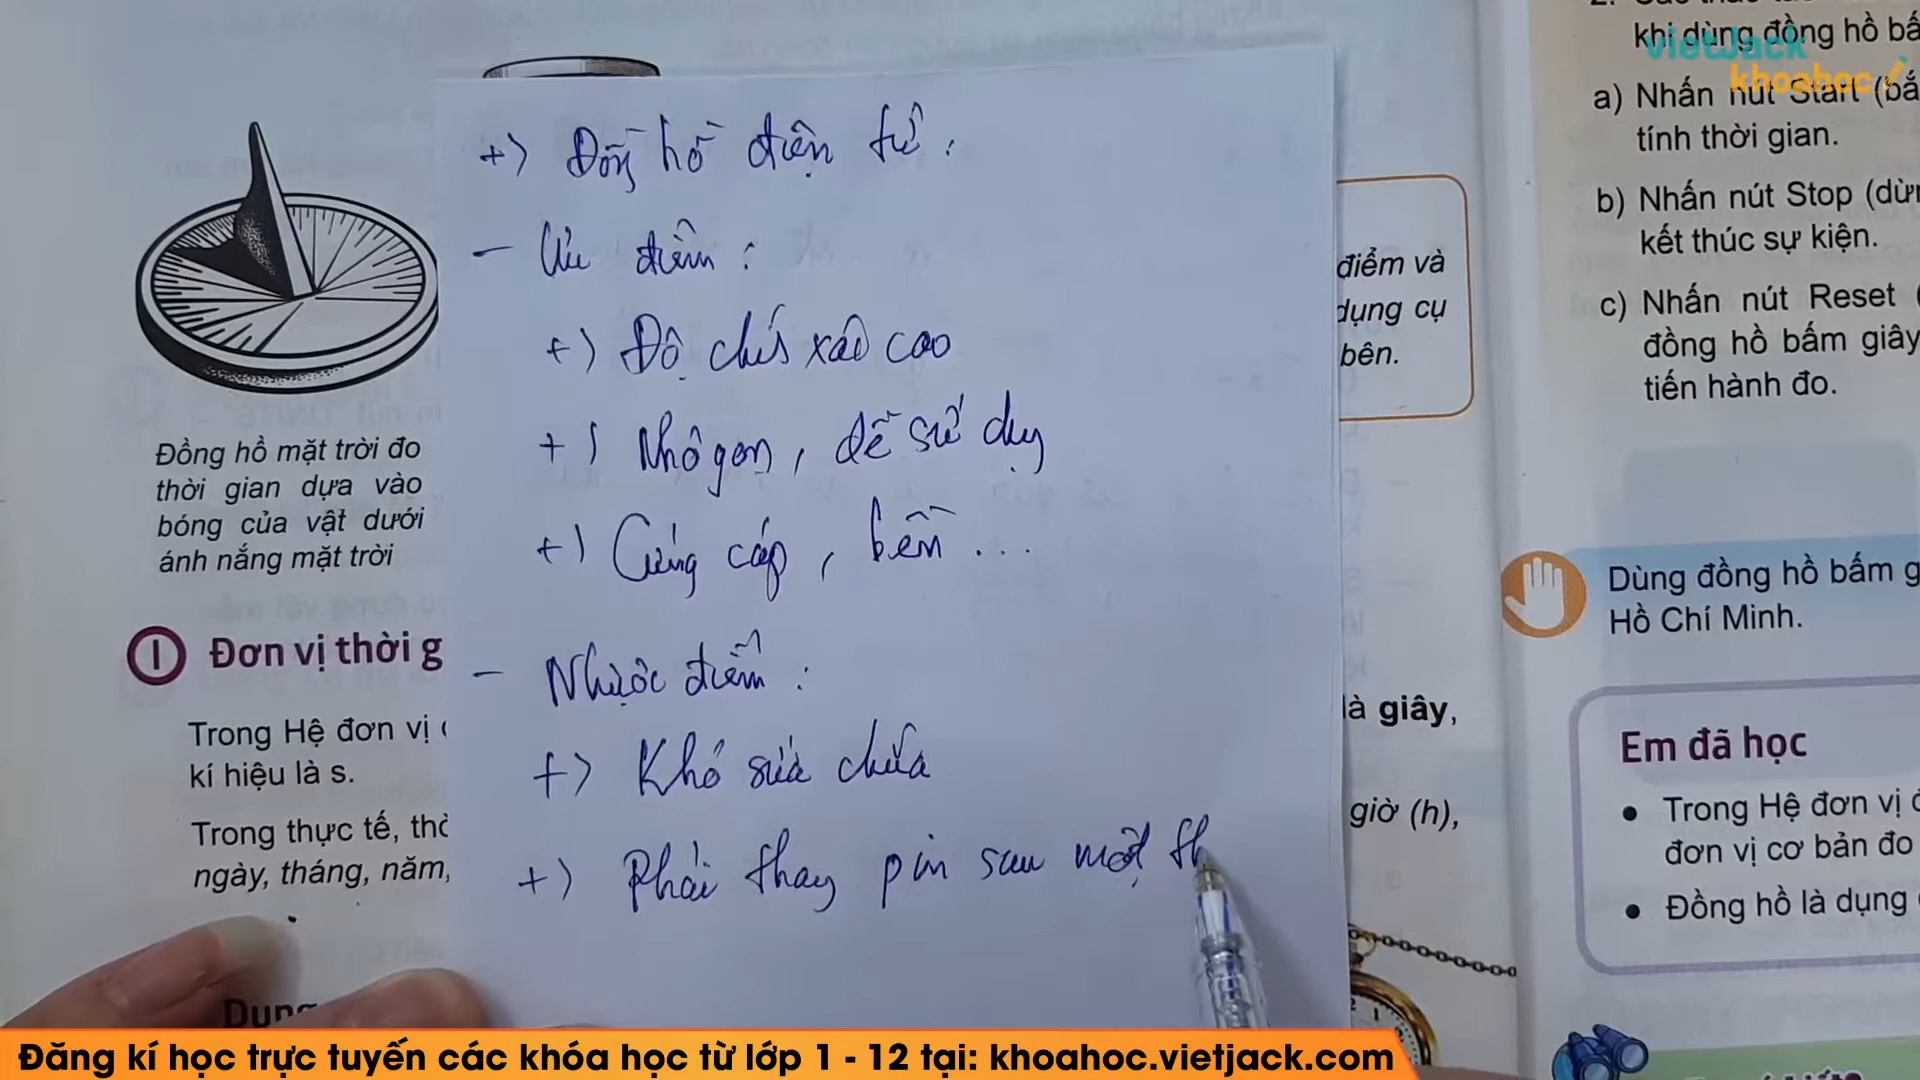 khi dùng đồng hồ bấ
vietJack
khoahoc
a) Nhấn nút Start (bắ
tính thời gian.
b) Nhấn nút Stop (dừn
kết thúc sự kiện.
c) Nhấn nút Reset (
đồng hồ bấm giây
tiến hành đo.
+) Đồng hồ điện tử :
- Ưu điểm :
+) Độ chính xác cao
+) Nhỏ gọn, dễ sử dụng
+) Cứng cáp, bền ...
- Nhược điểm :
+) Khó sửa chữa
+) Phải thay pin sau một th
điểm và
dụng cụ
bên.
Đồng hồ mặt trời đo
thời gian dựa vào
bóng của vật dưới
ánh nắng mặt trời
I Đơn vị thời g
Trong Hệ đơn vị
kí hiệu là s.
Trong thực tế, thờ
ngày, tháng, năm,
là giây,
giờ (h),
Dụng
Dùng đồng hồ bấm g
Hồ Chí Minh.
Em đã học
• Trong Hệ đơn vị đ
đơn vị cơ bản đo
• Đồng hồ là dụng
Đăng kí học trực tuyến các khóa học từ lớp 1 - 12 tại: khoahoc.vietjack.com